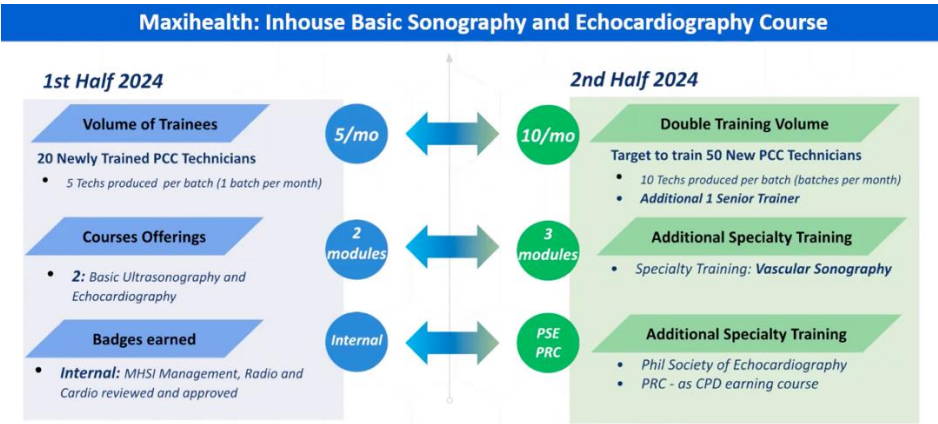 Maxihealth: Inhouse Basic Sonography and Echocardiography Course
1st Half 2024
Volume of Trainees
5/mo
20 Newly Trained PCC Technicians
• 5 Techs produced per batch (1 batch per month)
Courses Offerings
2
modules
• 2: Basic Ultrasonography and
Echocardiography
Badges earned
Internal
• Internal: MHSI Management, Radio and
Cardio reviewed and approved
2nd Half 2024
10/mo
Double Training Volume
Target to train 50 New PCC Technicians
• 10 Techs produced per batch (batches per month)
• Additional 1 Senior Trainer
3
modules
Additional Specialty Training
• Specialty Training: Vascular Sonography
PSE
PRC
Additional Specialty Training
• Phil Society of Echocardiography
• PRC - as CPD earning course